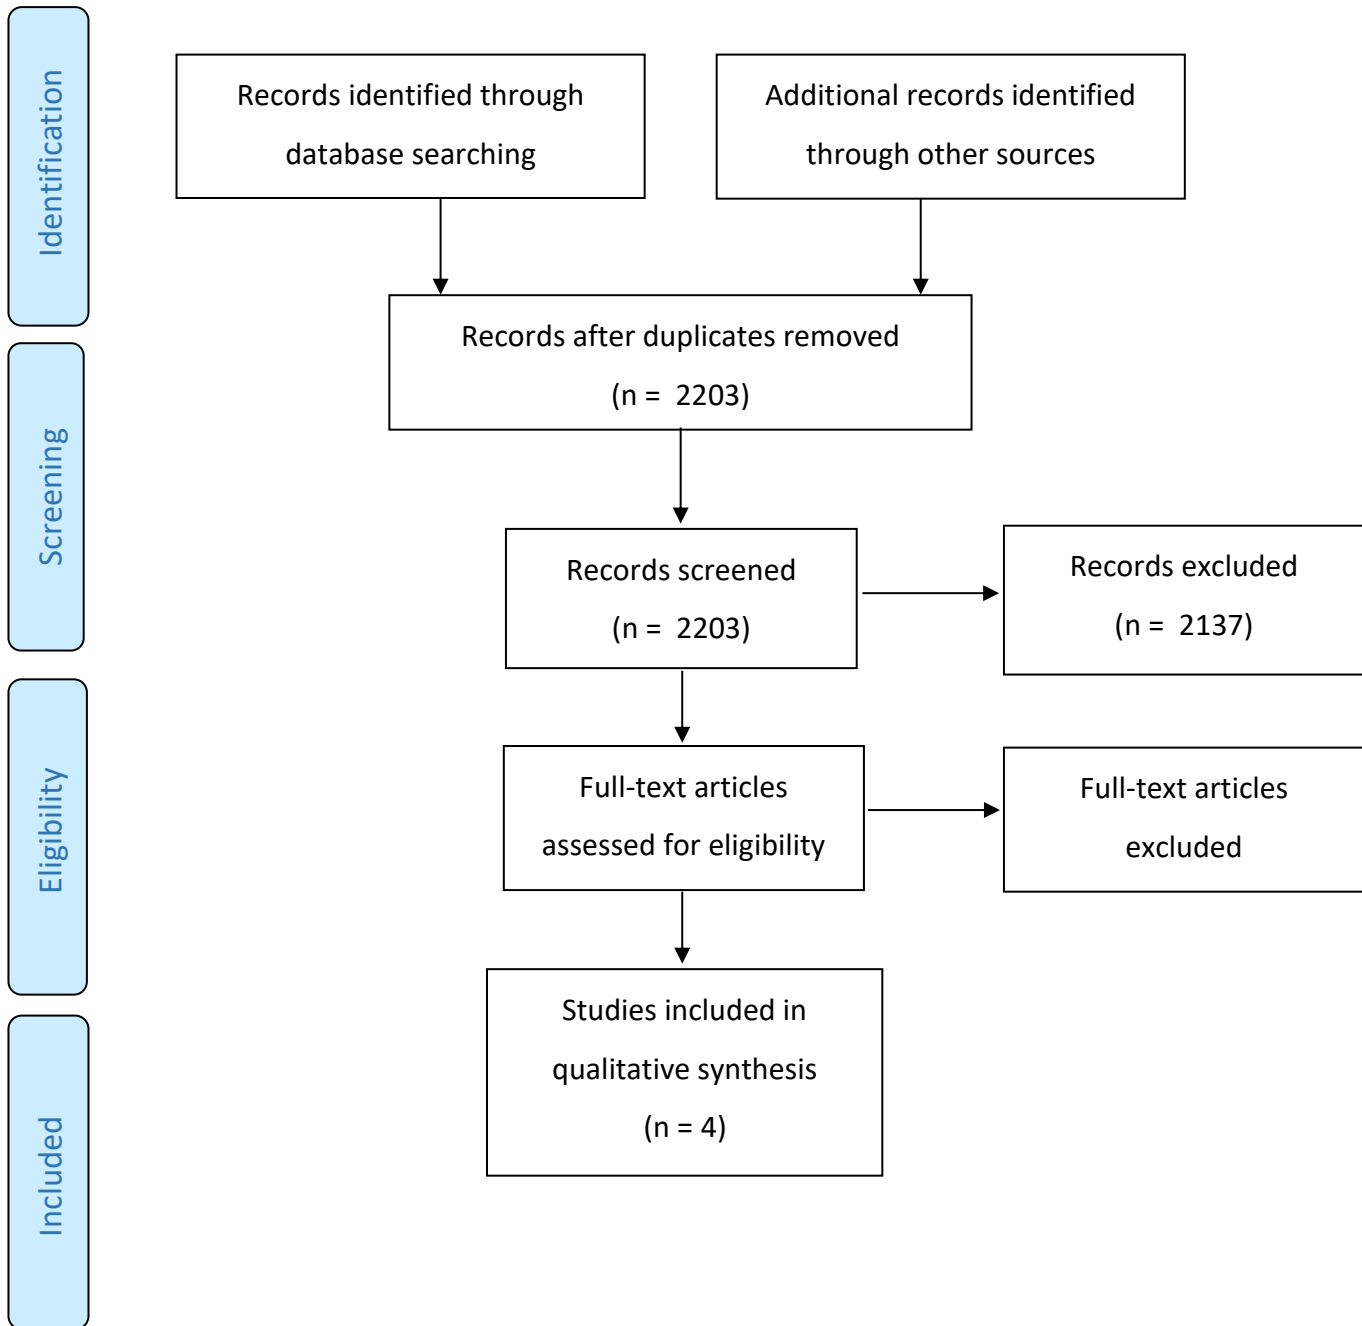 Identification
Records identified through
database searching
Additional records identified
through other sources
Records after duplicates removed
(n =  2203)
Screening
Records screened
(n =  2203)
Records excluded
(n =  2137)
Eligibility
Full-text articles
assessed for eligibility
Full-text articles
excluded
Included
Studies included in
qualitative synthesis
(n = 4)